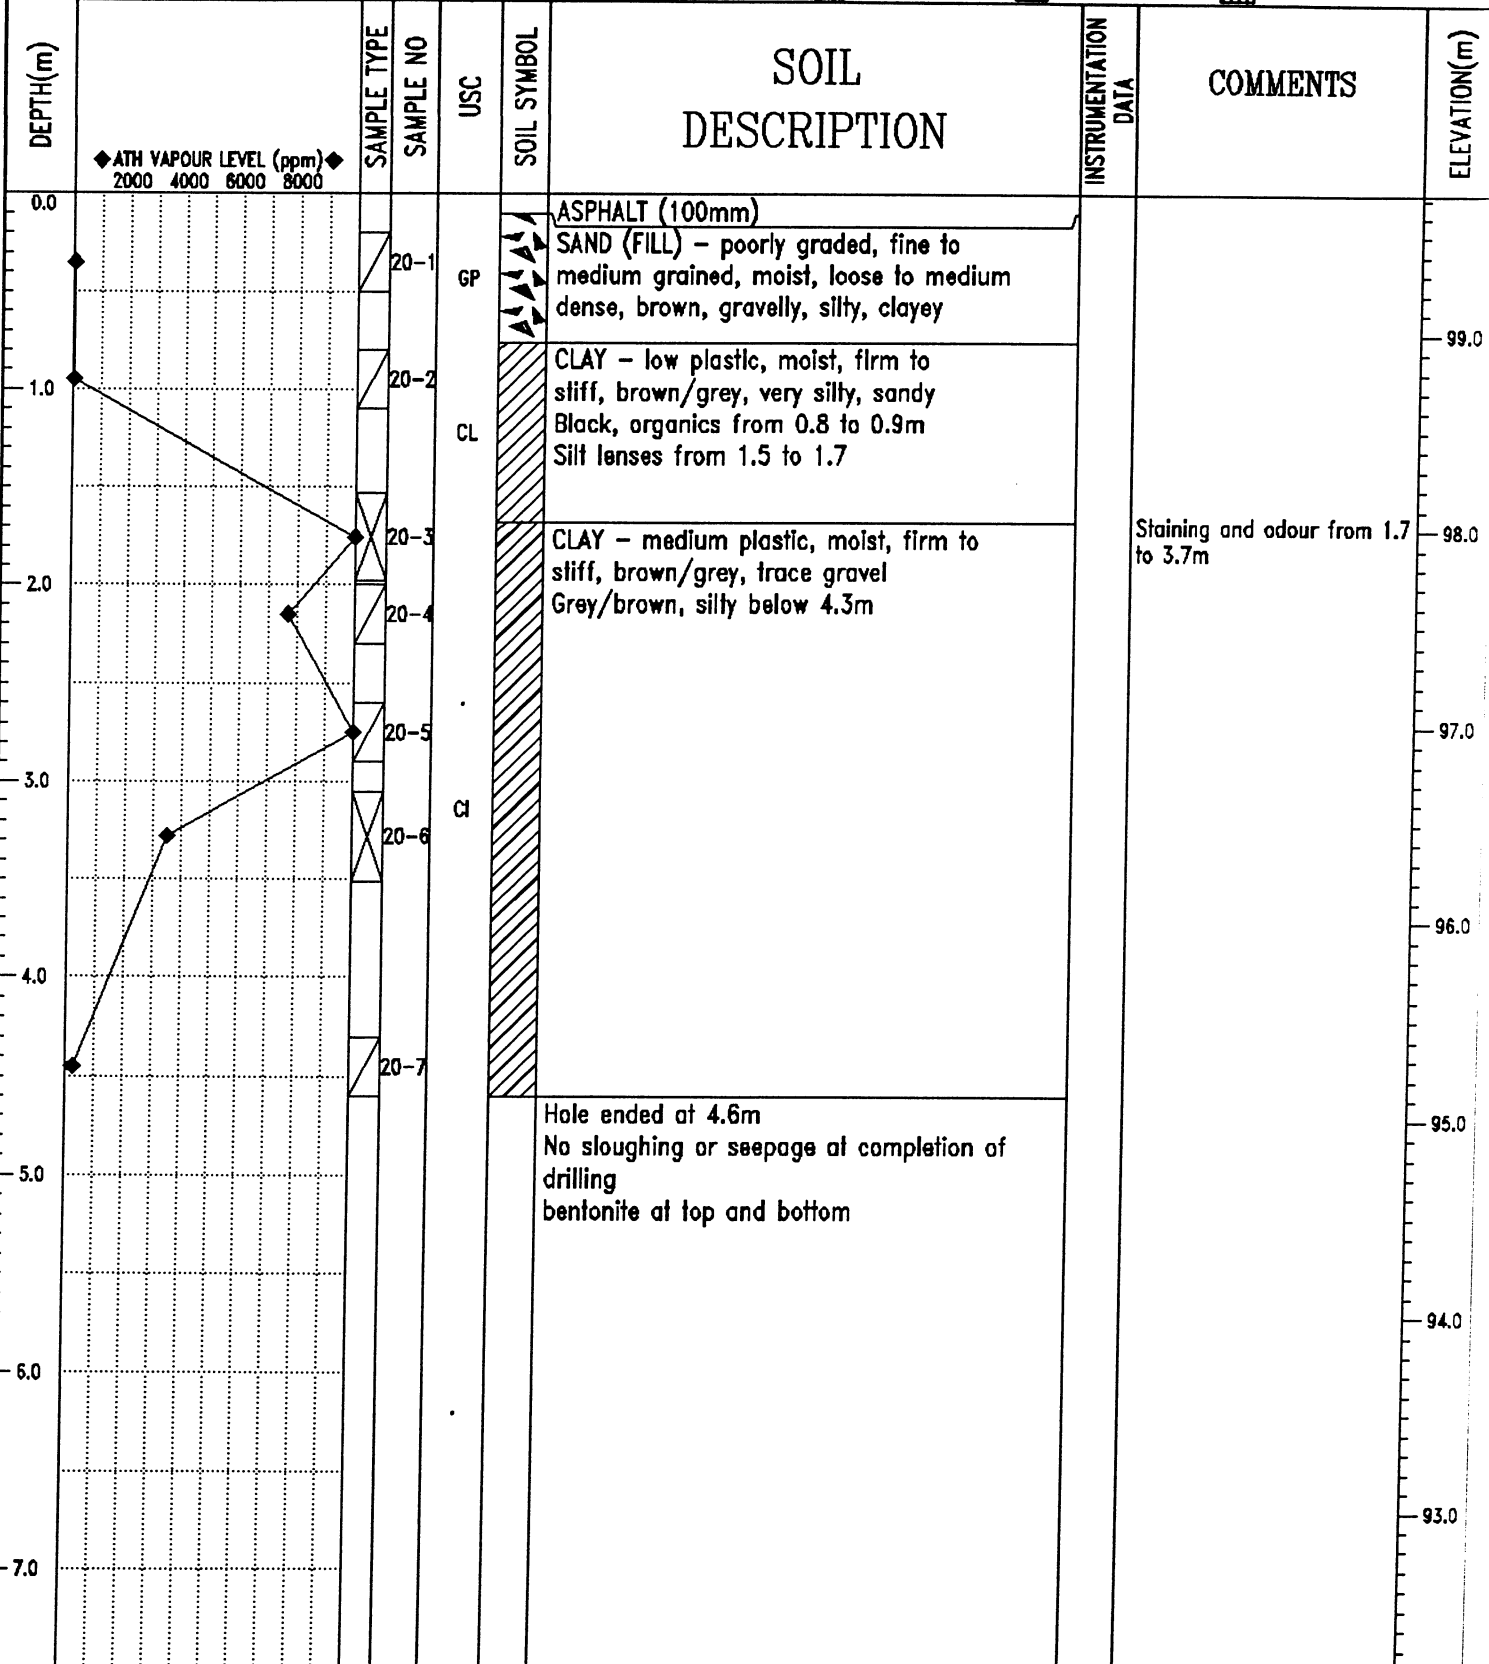 DEPTH(m)
◆ATH VAPOUR LEVEL (ppm)◆
2000 4000 6000 8000
SAMPLE TYPE
SAMPLE NO
USC
SOIL SYMBOL
SOIL
DESCRIPTION
INSTRUMENTATION
DATA
COMMENTS
ELEVATION(m)
0.0
1.0
2.0
3.0
4.0
5.0
6.0
7.0
20-1
20-2
20-3
20-4
20-5
20-6
20-7
GP
CL
CI
ASPHALT (100mm)
SAND (FILL) – poorly graded, fine to
medium grained, moist, loose to medium
dense, brown, gravelly, silty, clayey
CLAY – low plastic, moist, firm to
stiff, brown/grey, very silty, sandy
Black, organics from 0.8 to 0.9m
Silt lenses from 1.5 to 1.7
CLAY – medium plastic, moist, firm to
stiff, brown/grey, trace gravel
Grey/brown, silty below 4.3m
Hole ended at 4.6m
No sloughing or seepage at completion of
drilling
bentonite at top and bottom
Staining and odour from 1.7
to 3.7m
99.0
98.0
97.0
96.0
95.0
94.0
93.0